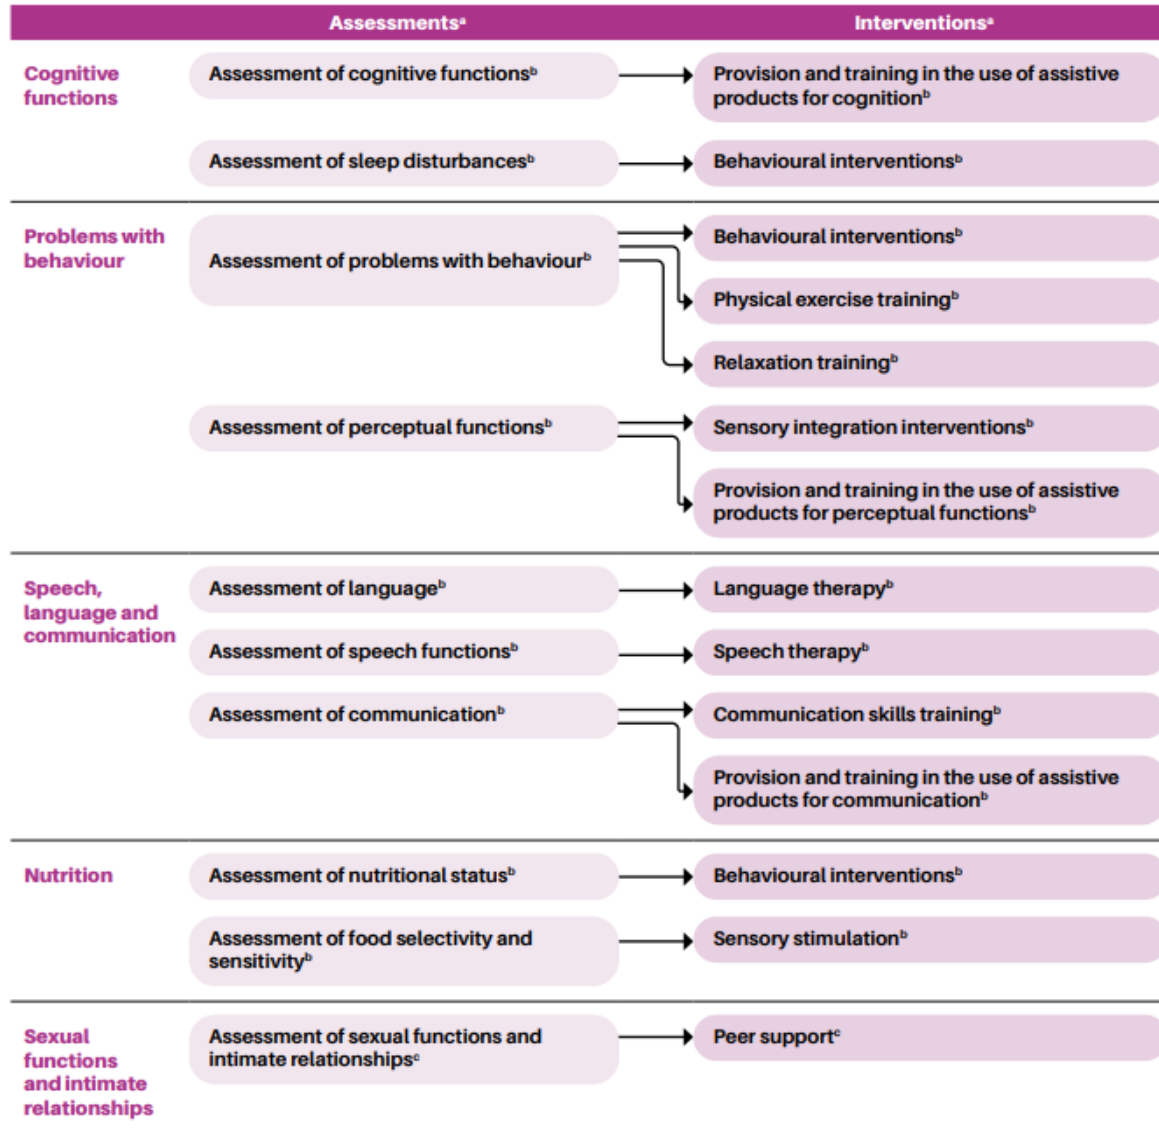 Assessmentsᵃ
Interventionsᵃ
Cognitive
functions
Assessment of cognitive functionsᵇ
Provision and training in the use of assistive
products for cognitionᵇ
Assessment of sleep disturbancesᵇ
Behavioural interventionsᵇ
Problems with
behaviour
Assessment of problems with behaviourᵇ
Behavioural interventionsᵇ
Physical exercise trainingᵇ
Relaxation trainingᵇ
Assessment of perceptual functionsᵇ
Sensory integration interventionsᵇ
Provision and training in the use of assistive
products for perceptual functionsᵇ
Speech,
language and
communication
Assessment of languageᵇ
Language therapyᵇ
Assessment of speech functionsᵇ
Speech therapyᵇ
Assessment of communicationᵇ
Communication skills trainingᵇ
Provision and training in the use of assistive
products for communicationᵇ
Nutrition
Assessment of nutritional statusᵇ
Behavioural interventionsᵇ
Assessment of food selectivity and
sensitivityᵇ
Sensory stimulationᵇ
Sexual
functions
and intimate
relationships
Assessment of sexual functions and
intimate relationshipsᶜ
Peer supportᶜ